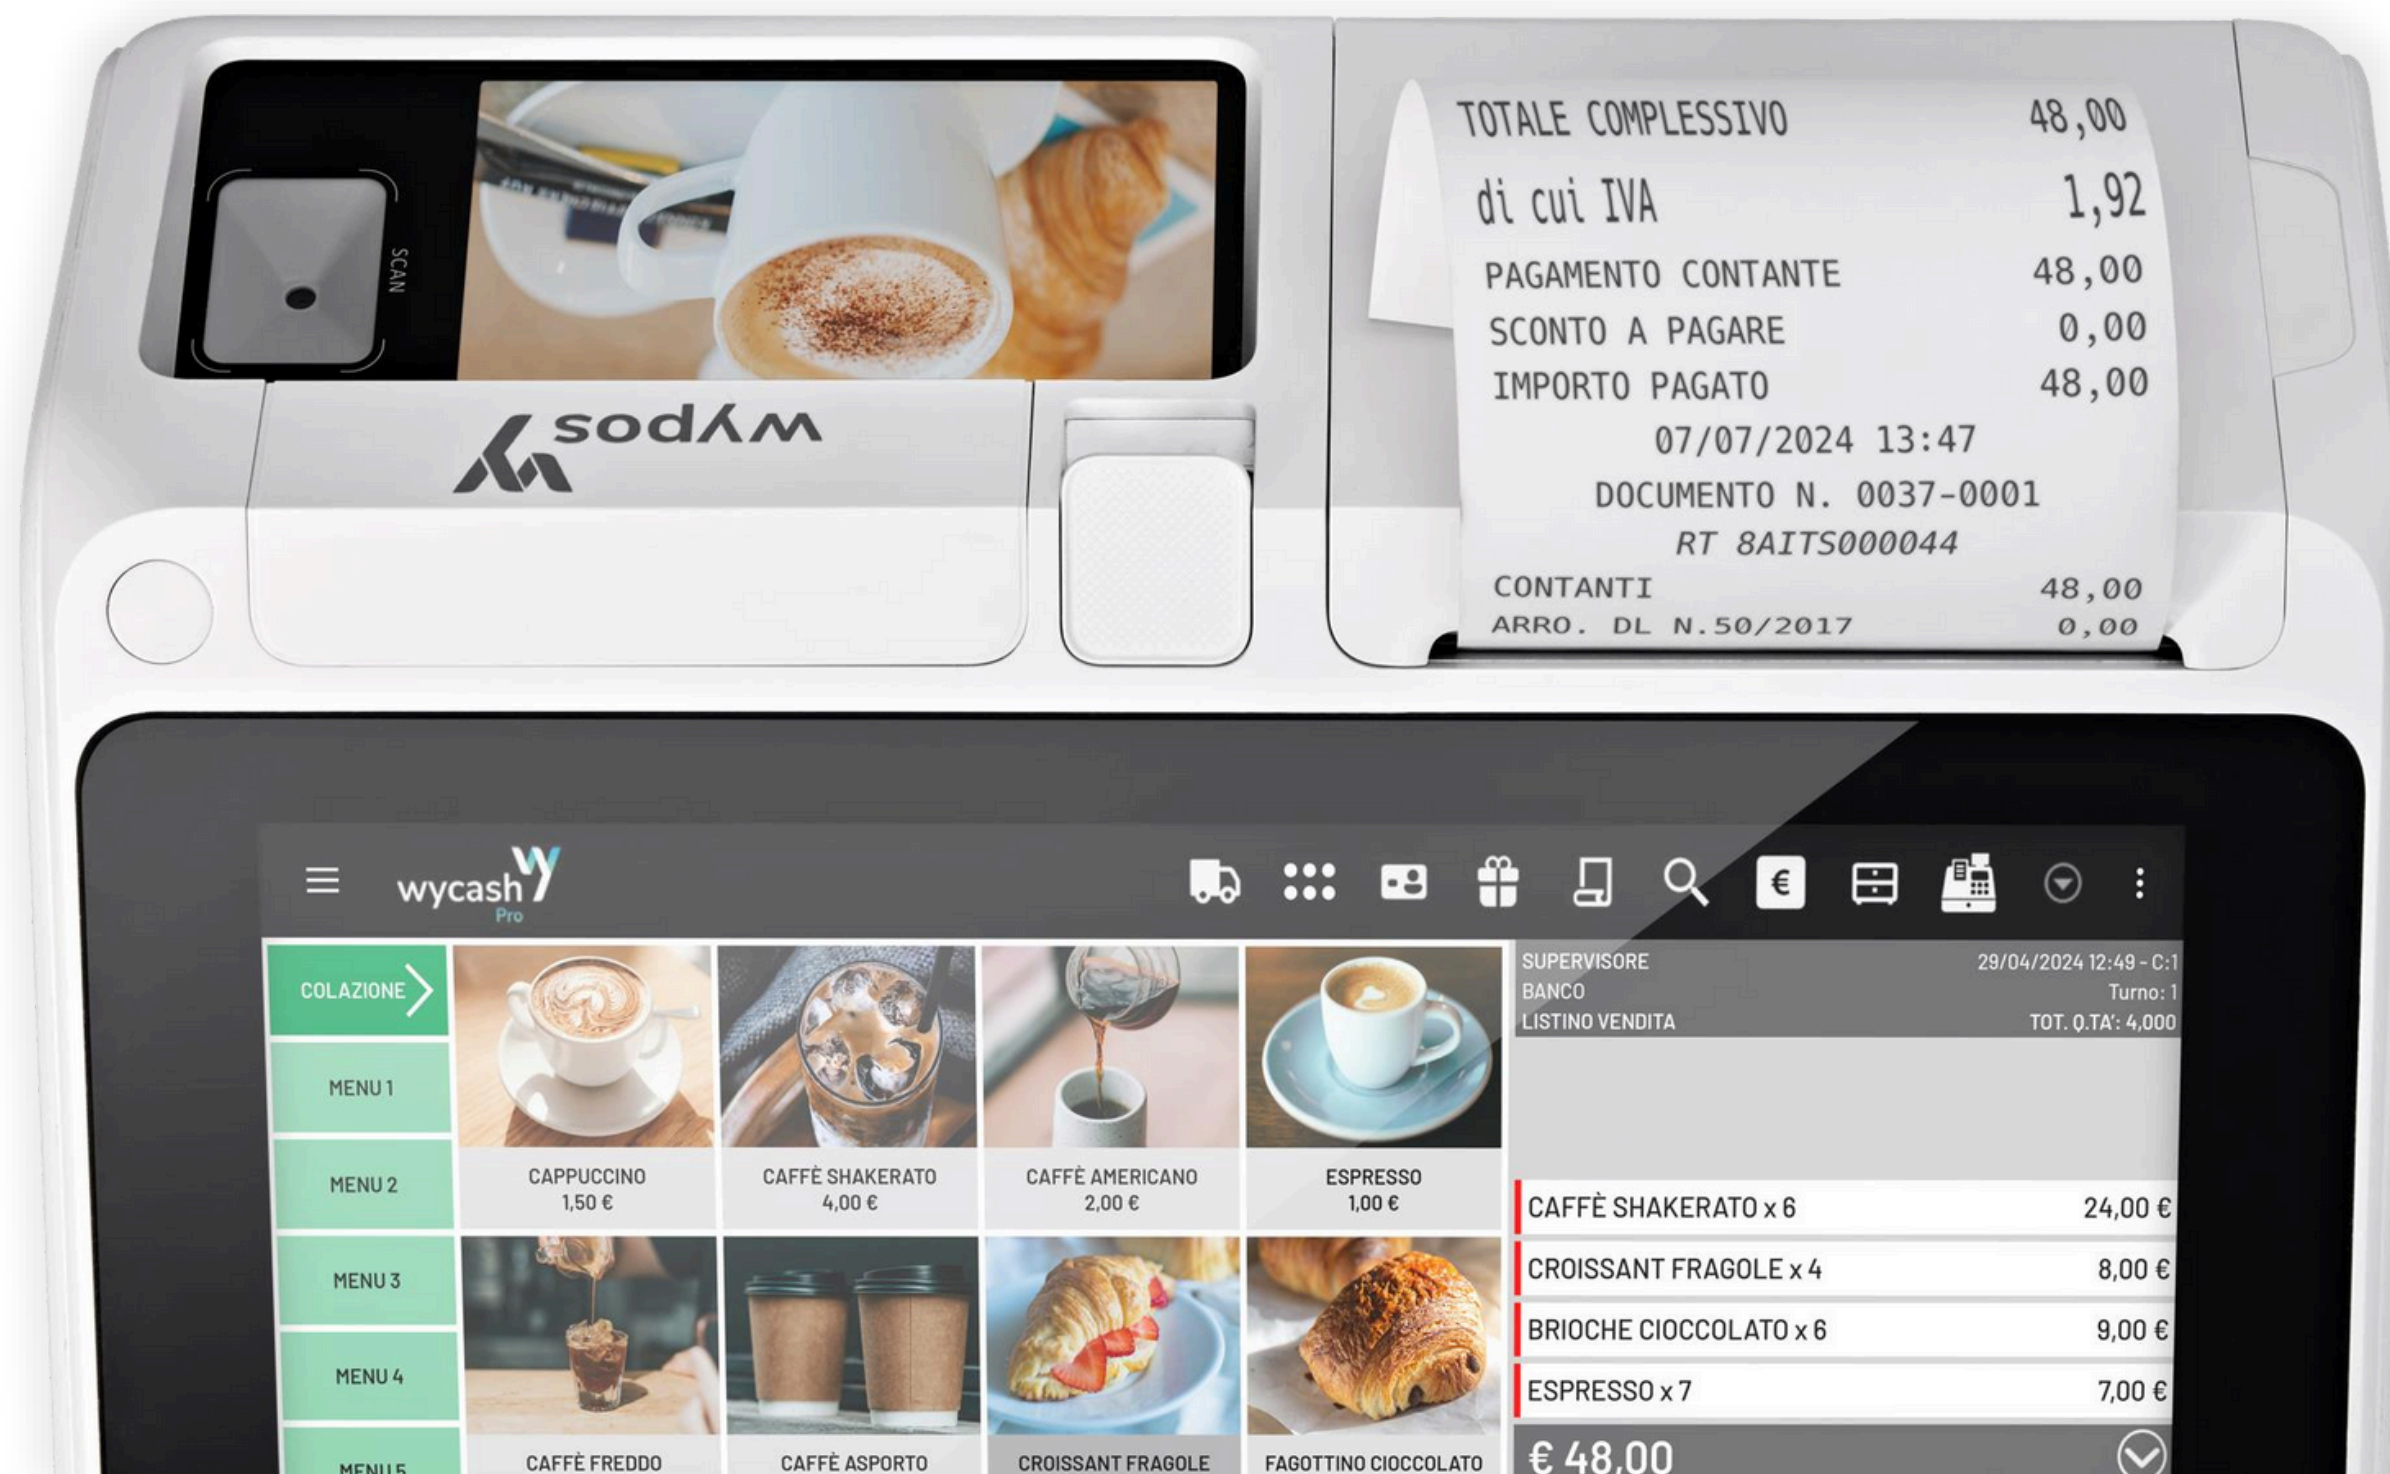 SCAN
wypos
TOTALE COMPLESSIVO 48,00
di cui IVA 1,92
PAGAMENTO CONTANTE 48,00
SCONTO A PAGARE 0,00
IMPORTO PAGATO 48,00
07/07/2024 13:47
DOCUMENTO N. 0037-0001
RT 8AITS000044
CONTANTI 48,00
ARRO. DL N.50/2017 0,00
wycash
Pro
€
COLAZIONE
MENU 1
MENU 2
MENU 3
MENU 4
MENU 5
CAPPUCCINO
1,50 €
CAFFÈ SHAKERATO
4,00 €
CAFFÈ AMERICANO
2,00 €
ESPRESSO
1,00 €
CAFFÈ FREDDO
CAFFÈ ASPORTO
CROISSANT FRAGOLE
FAGOTTINO CIOCCOLATO
SUPERVISORE 29/04/2024 12:49 - C:1
BANCO Turno: 1
LISTINO VENDITA TOT. Q.TA': 4,000
CAFFÈ SHAKERATO x 6 24,00 €
CROISSANT FRAGOLE x 4 8,00 €
BRIOCHE CIOCCOLATO x 6 9,00 €
ESPRESSO x 7 7,00 €
€ 48,00